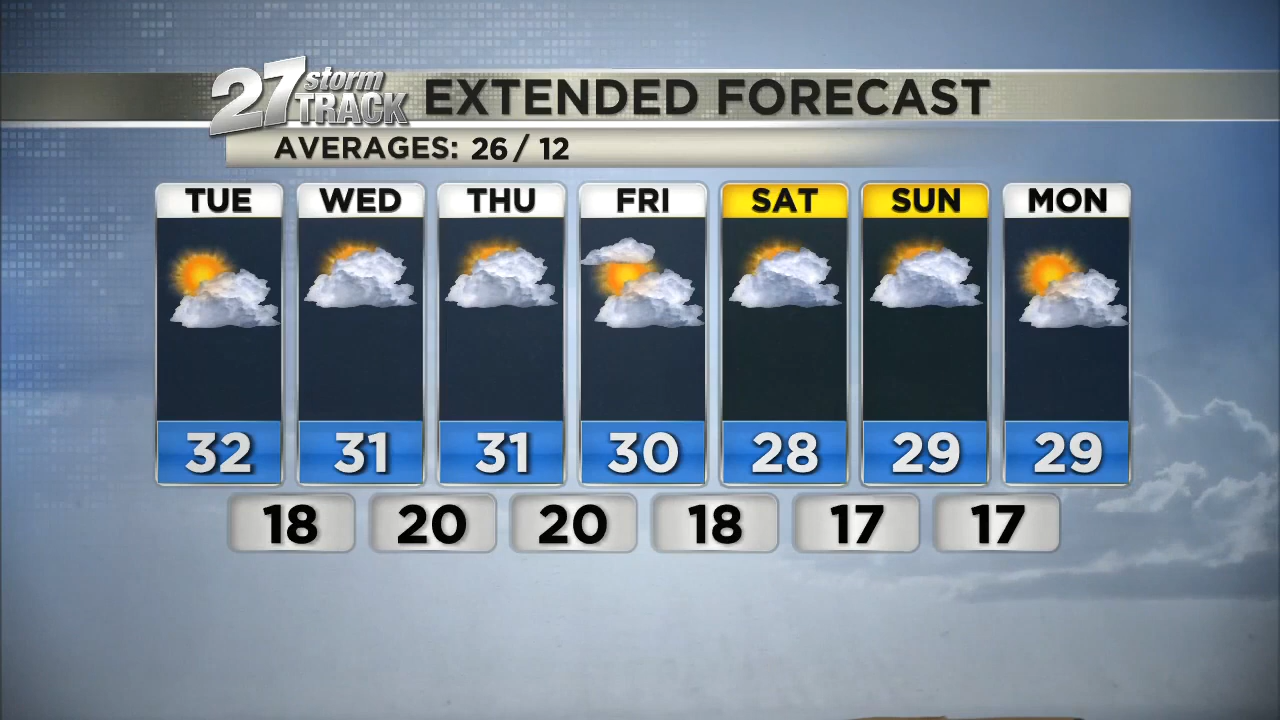 27 storm TRACK EXTENDED FORECAST
AVERAGES: 26 / 12
TUE WED THU FRI SAT SUN MON
32 31 31 30 28 29 29
18 20 20 18 17 17